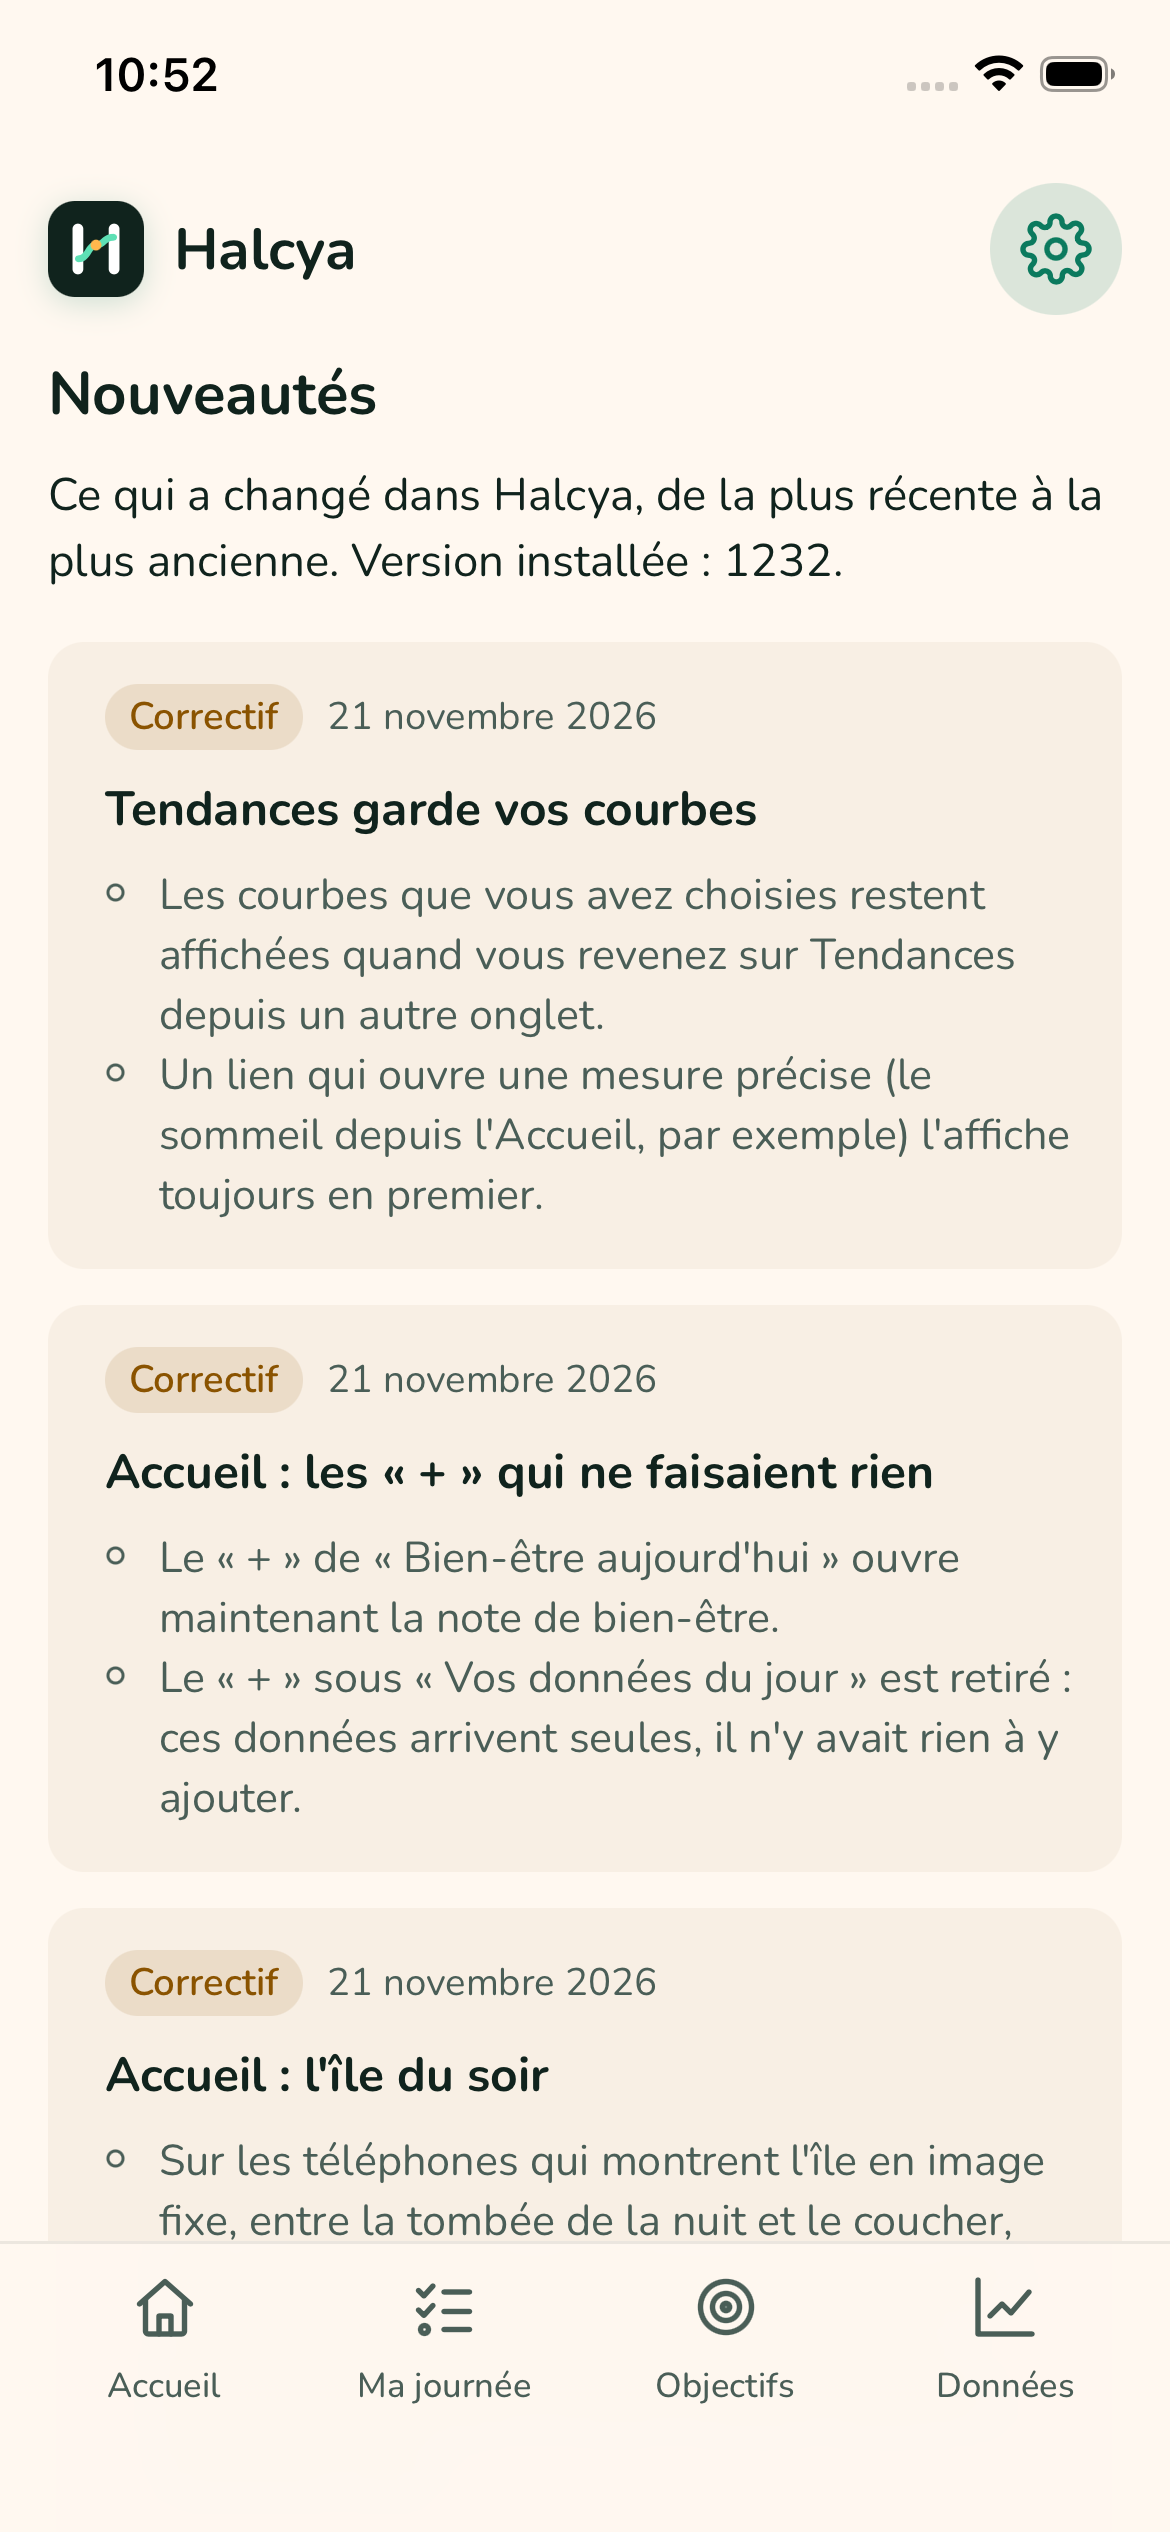 10:52
Halcya
Nouveautés
Ce qui a changé dans Halcya, de la plus récente à la
plus ancienne. Version installée : 1232.
Correctif 21 novembre 2026
Tendances garde vos courbes
Les courbes que vous avez choisies restent
affichées quand vous revenez sur Tendances
depuis un autre onglet.
Un lien qui ouvre une mesure précise (le
sommeil depuis l'Accueil, par exemple) l'affiche
toujours en premier.
Correctif 21 novembre 2026
Accueil : les « + » qui ne faisaient rien
Le « + » de « Bien-être aujourd'hui » ouvre
maintenant la note de bien-être.
Le « + » sous « Vos données du jour » est retiré :
ces données arrivent seules, il n'y avait rien à y
ajouter.
Correctif 21 novembre 2026
Accueil : l'île du soir
Sur les téléphones qui montrent l'île en image
fixe, entre la tombée de la nuit et le coucher,
Accueil Ma journée Objectifs Données